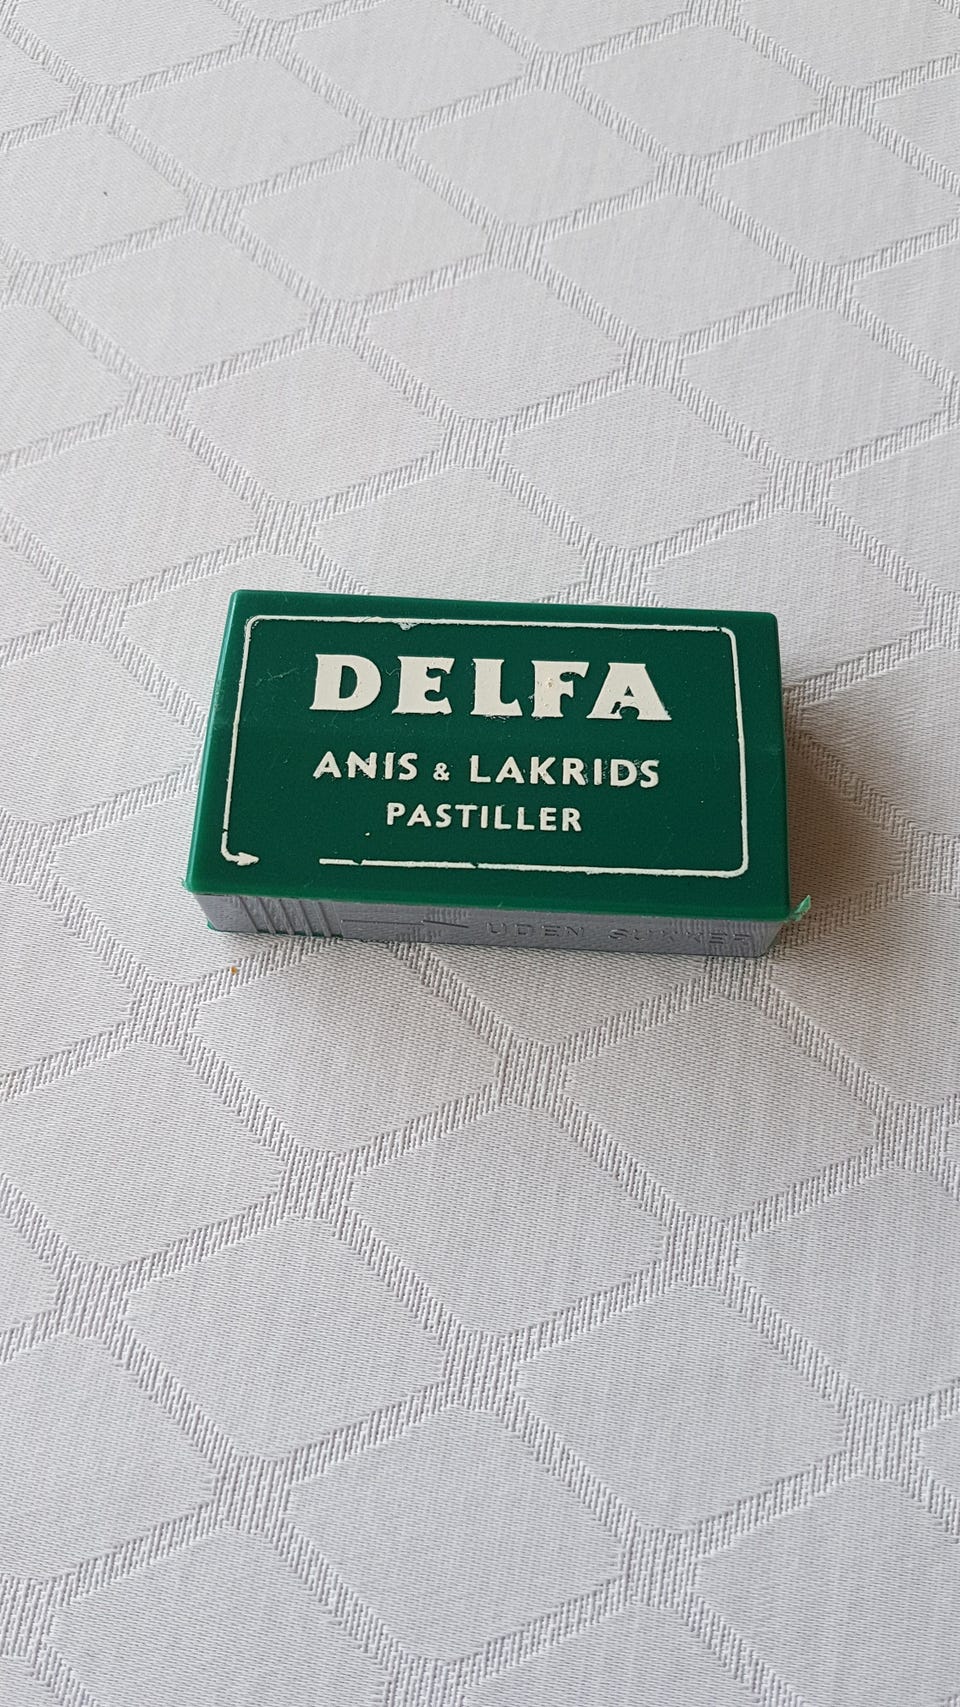 DELFA
ANIS & LAKRIDS
PASTILLER
UDEN SUKKER